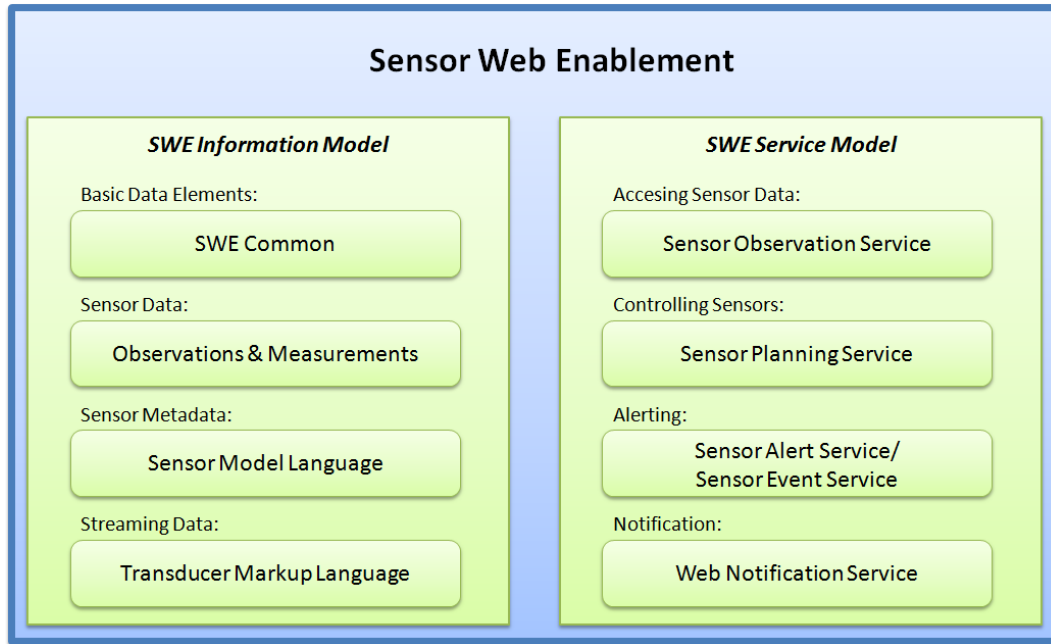 Sensor Web Enablement
SWE Information Model
Basic Data Elements:
SWE Common
Sensor Data:
Observations & Measurements
Sensor Metadata:
Sensor Model Language
Streaming Data:
Transducer Markup Language
SWE Service Model
Accesing Sensor Data:
Sensor Observation Service
Controlling Sensors:
Sensor Planning Service
Alerting:
Sensor Alert Service/
Sensor Event Service
Notification:
Web Notification Service